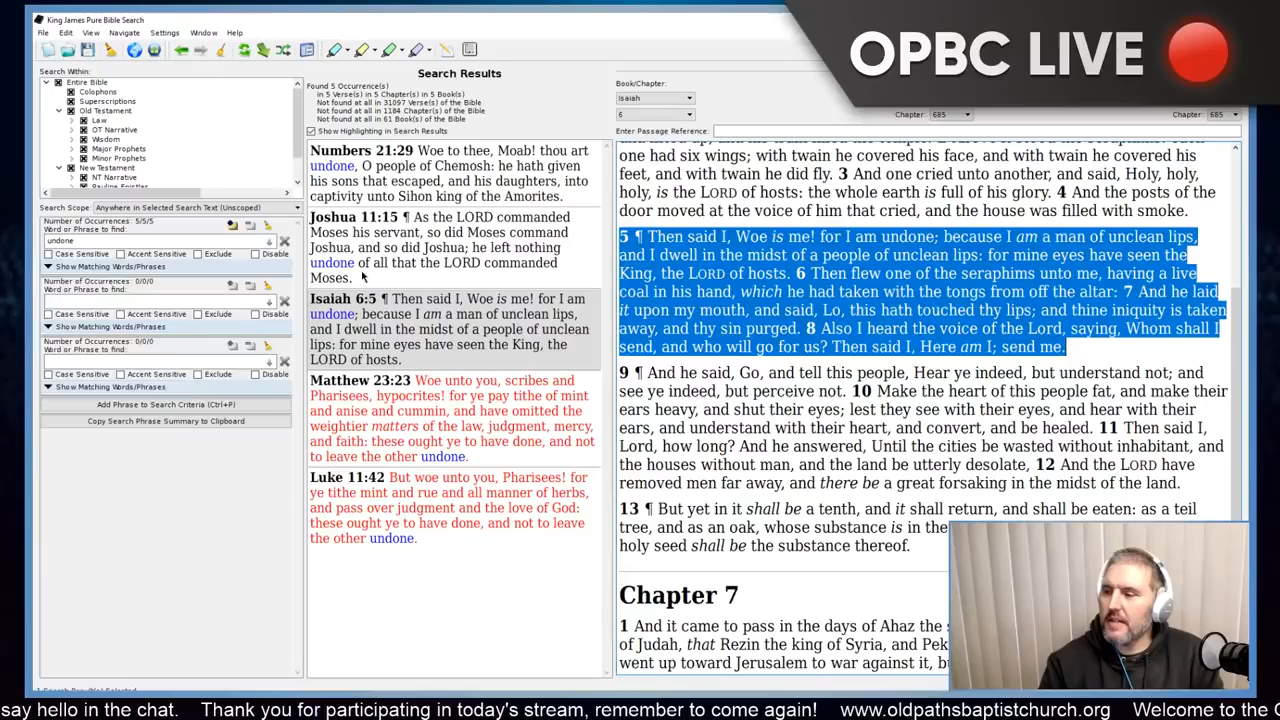 King James Pure Bible Search
File Edit View Navigate Settings Window Help
Search Within:
Entire Bible
Colophons
Superscriptions
Old Testament
Law
OT Narrative
Wisdom
Major Prophets
Minor Prophets
New Testament
NT Narrative
Pauline Epistles
Search Scope: Anywhere in Selected Search Text (Unscoped)
Number of Occurrences: 5/5/5
Word or Phrase to find:
undone
Case Sensitive Accent Sensitive Exclude Disable
Show Matching Words/Phrases
Number of Occurrences: 0/0/0
Word or Phrase to find:
Case Sensitive Accent Sensitive Exclude Disable
Show Matching Words/Phrases
Number of Occurrences: 0/0/0
Word or Phrase to find:
Case Sensitive Accent Sensitive Exclude Disable
Show Matching Words/Phrases
Add Phrase to Search Criteria (Ctrl+P)
Copy Search Phrase Summary to Clipboard
Search Results
Found 5 Occurrence(s)
in 5 Verse(s) in 5 Chapter(s) in 5 Book(s)
Not found at all in 31097 Verse(s) of the Bible
Not found at all in 1184 Chapter(s) of the Bible
Not found at all in 61 Book(s) of the Bible
Show Highlighting in Search Results
Numbers 21:29 Woe to thee, Moab! thou art
undone, O people of Chemosh: he hath given
his sons that escaped, and his daughters, into
captivity unto Sihon king of the Amorites.
Joshua 11:15 ¶ As the LORD commanded
Moses his servant, so did Moses command
Joshua, and so did Joshua; he left nothing
undone of all that the LORD commanded
Moses.
Isaiah 6:5 ¶ Then said I, Woe is me! for I am
undone; because I am a man of unclean lips,
and I dwell in the midst of a people of unclean
lips: for mine eyes have seen the King, the
LORD of hosts.
Matthew 23:23 Woe unto you, scribes and
Pharisees, hypocrites! for ye pay tithe of mint
and anise and cummin, and have omitted the
weightier matters of the law, judgment, mercy,
and faith: these ought ye to have done, and not
to leave the other undone.
Luke 11:42 But woe unto you, Pharisees! for
ye tithe mint and rue and all manner of herbs,
and pass over judgment and the love of God:
these ought ye to have done, and not to leave
the other undone.
OPBC LIVE
Book/Chapter:
Isaiah
6
Chapter: 685
Chapter: 685
Enter Passage Reference:
one had six wings; with twain he covered his face, and with twain he covered his
feet, and with twain he did fly. 3 And one cried unto another, and said, Holy, holy,
holy, is the LORD of hosts: the whole earth is full of his glory. 4 And the posts of the
door moved at the voice of him that cried, and the house was filled with smoke.
5 ¶ Then said I, Woe is me! for I am undone; because I am a man of unclean lips,
and I dwell in the midst of a people of unclean lips: for mine eyes have seen the
King, the LORD of hosts. 6 Then flew one of the seraphims unto me, having a live
coal in his hand, which he had taken with the tongs from off the altar: 7 And he laid
it upon my mouth, and said, Lo, this hath touched thy lips; and thine iniquity is taken
away, and thy sin purged. 8 Also I heard the voice of the Lord, saying, Whom shall I
send, and who will go for us? Then said I, Here am I; send me.
9 ¶ And he said, Go, and tell this people, Hear ye indeed, but understand not; and
see ye indeed, but perceive not. 10 Make the heart of this people fat, and make their
ears heavy, and shut their eyes; lest they see with their eyes, and hear with their
ears, and understand with their heart, and convert, and be healed. 11 Then said I,
Lord, how long? And he answered, Until the cities be wasted without inhabitant, and
the houses without man, and the land be utterly desolate, 12 And the LORD have
removed men far away, and there be a great forsaking in the midst of the land.
13 ¶ But yet in it shall be a tenth, and it shall return, and shall be eaten: as a teil
tree, and as an oak, whose substance is in the
holy seed shall be the substance thereof.
Chapter 7
1 And it came to pass in the days of Ahaz the
of Judah, that Rezin the king of Syria, and Pek
went up toward Jerusalem to war against it, bu
say hello in the chat. Thank you for participating in today's stream, remember to come again! www.oldpathsbaptistchurch.org Welcome to the